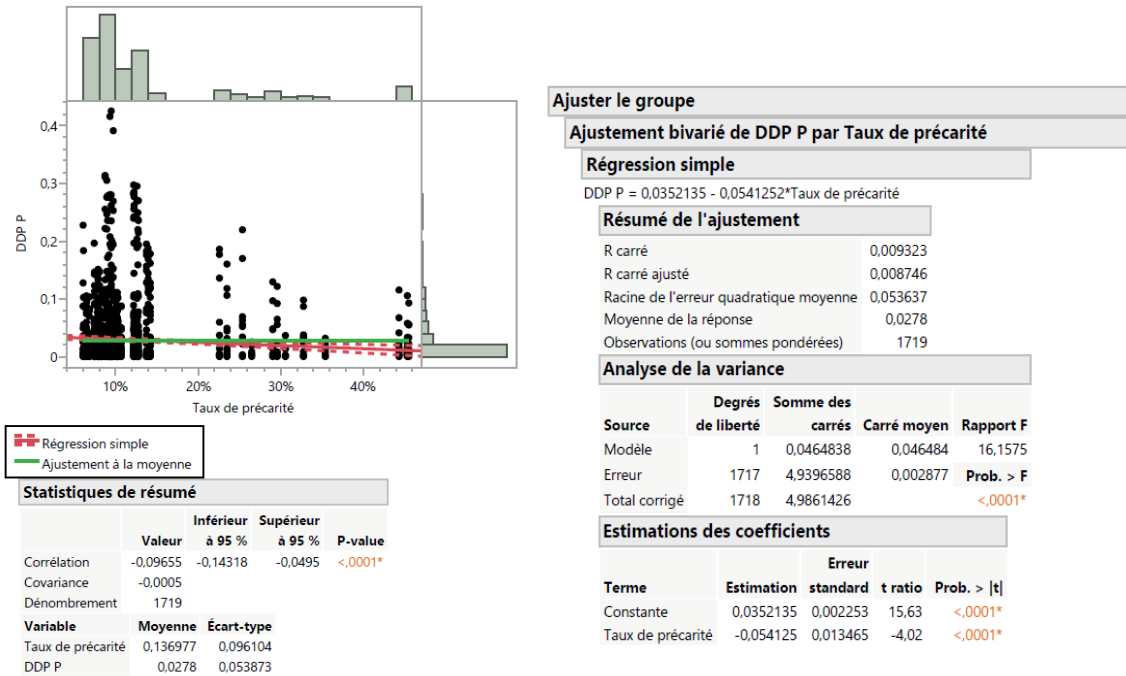 0,4
0,3
0,2
0,1
0
DDP P
10% 20% 30% 40%
Taux de précarité
Régression simple
Ajustement à la moyenne
Statistiques de résumé
Inférieur Supérieur
Valeur à 95 % à 95 % P-value
Corrélation -0,09655 -0,14318 -0,0495 <,0001*
Covariance -0,0005
Dénombrement 1719
Variable Moyenne Écart-type
Taux de précarité 0,136977 0,096104
DDP P 0,0278 0,053873
Ajuster le groupe
Ajustement bivarié de DDP P par Taux de précarité
Régression simple
DDP P = 0,0352135 - 0,0541252*Taux de précarité
Résumé de l'ajustement
R carré 0,009323
R carré ajusté 0,008746
Racine de l'erreur quadratique moyenne 0,053637
Moyenne de la réponse 0,0278
Observations (ou sommes pondérées) 1719
Analyse de la variance
Degrés Somme des
Source de liberté carrés Carré moyen Rapport F
Modèle 1 0,0464838 0,046484 16,1575
Erreur 1717 4,9396588 0,002877 Prob. > F
Total corrigé 1718 4,9861426 <,0001*
Estimations des coefficients
Erreur
Terme Estimation standard t ratio Prob. > |t|
Constante 0,0352135 0,002253 15,63 <,0001*
Taux de précarité -0,054125 0,013465 -4,02 <,0001*